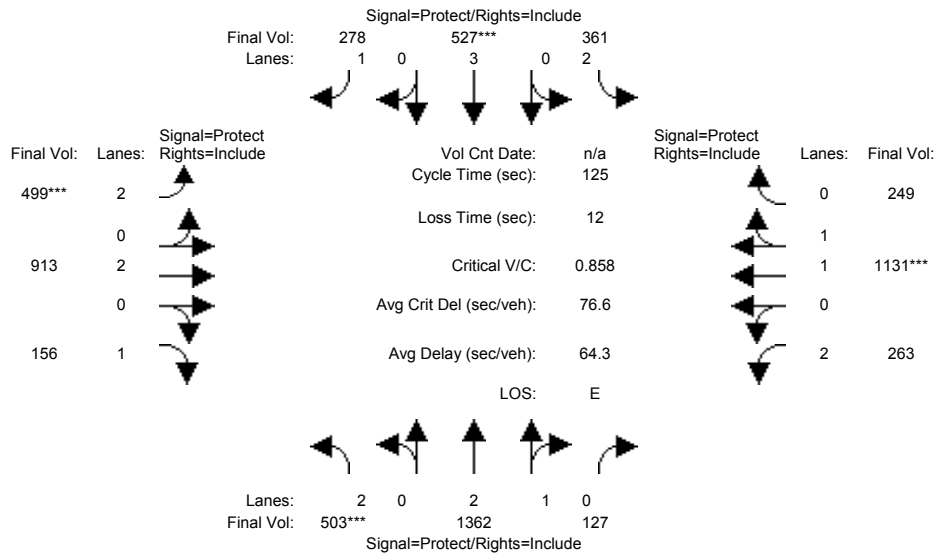 Signal=Protect/Rights=Include
Final Vol: 278 527*** 361
Lanes: 1 0 3 0 2
Signal=Protect Signal=Protect
Final Vol: Lanes: Rights=Include Vol Cnt Date: n/a Rights=Include Lanes: Final Vol:
Cycle Time (sec): 125
499*** 2 0 249
Loss Time (sec): 12
0 1
913 2 Critical V/C: 0.858 1 1131***
0 Avg Crit Del (sec/veh): 76.6 0
156 1 Avg Delay (sec/veh): 64.3 2 263
LOS: E
Lanes: 2 0 2 1 0
Final Vol: 503*** 1362 127
Signal=Protect/Rights=Include